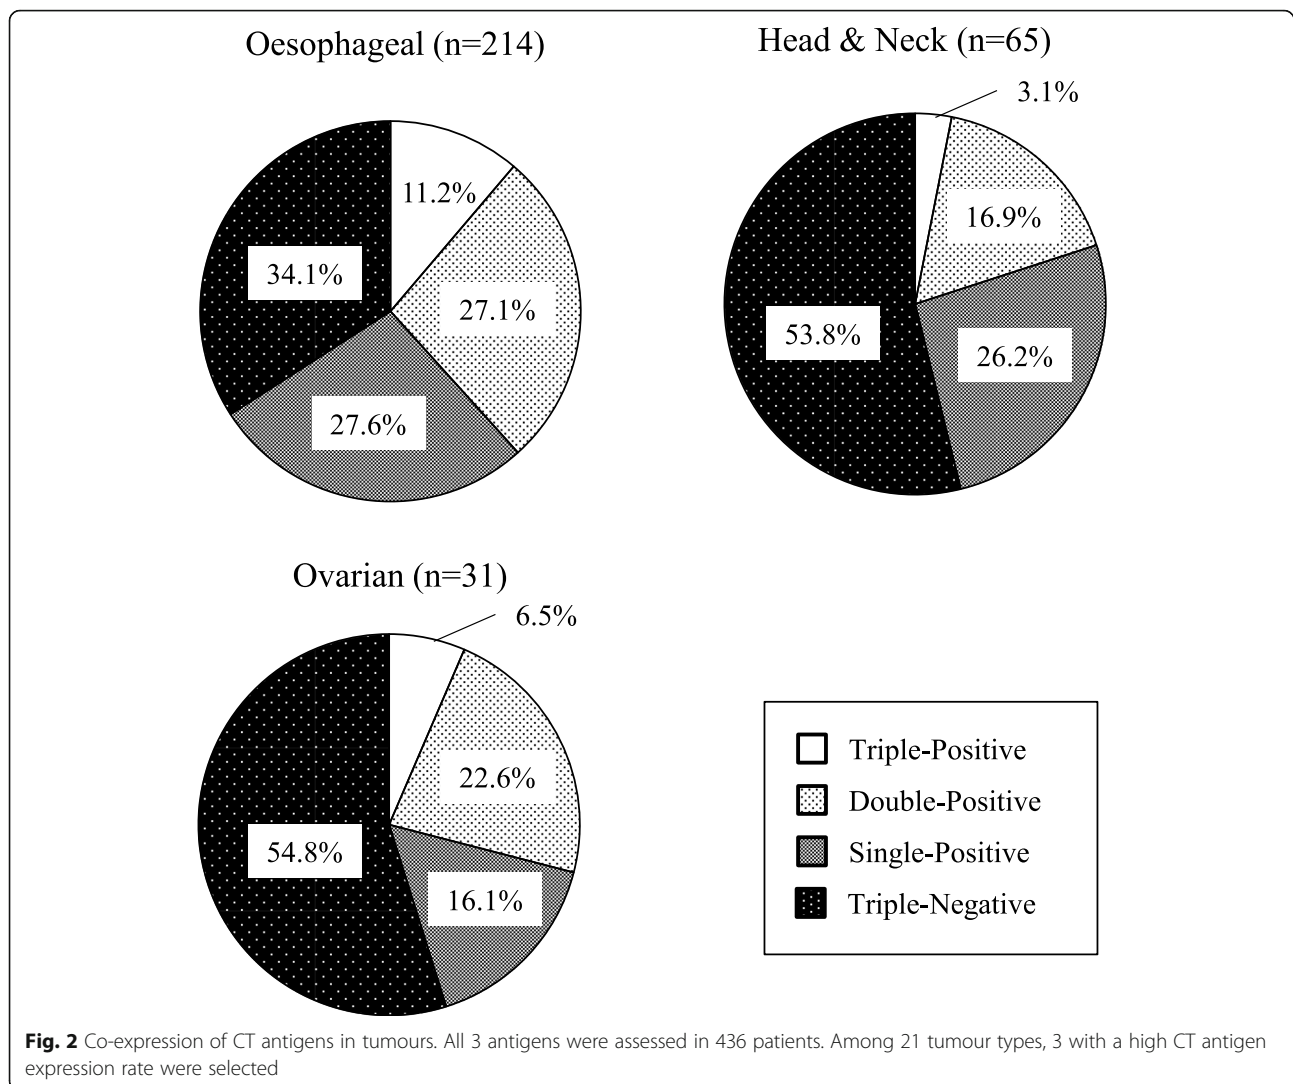 Oesophageal (n=214)
11.2%
27.1%
27.6%
34.1%
Head & Neck (n=65)
3.1%
16.9%
26.2%
53.8%
Ovarian (n=31)
6.5%
22.6%
16.1%
54.8%
Triple-Positive
Double-Positive
Single-Positive
Triple-Negative
Fig. 2 Co-expression of CT antigens in tumours. All 3 antigens were assessed in 436 patients. Among 21 tumour types, 3 with a high CT antigen
expression rate were selected